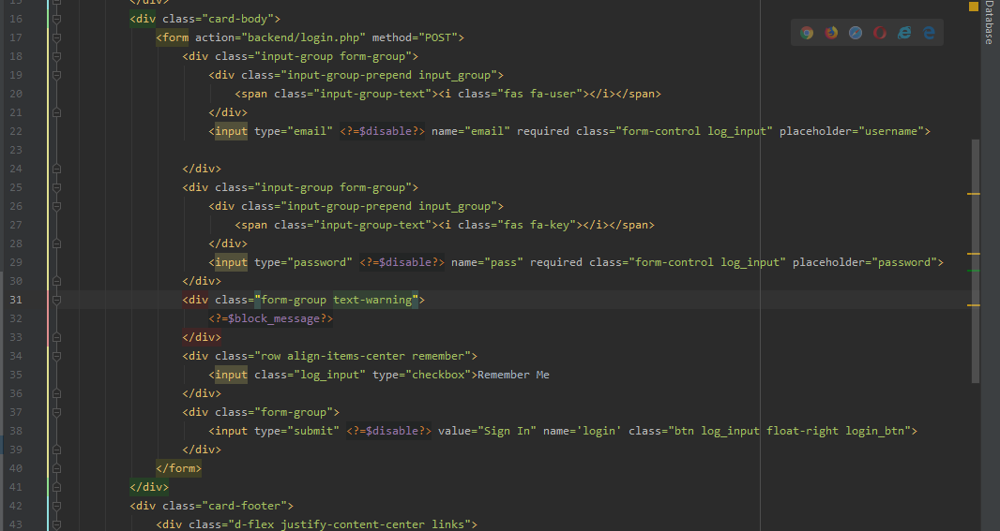 15 </div>
16 <div class="card-body">
17 <form action="backend/login.php" method="POST">
18 <div class="input-group form-group">
19 <div class="input-group-prepend input_group">
20 <span class="input-group-text"><i class="fas fa-user"></i></span>
21 </div>
22 <input type="email" <?=$disable?> name="email" required class="form-control log_input" placeholder="username">
23
24 </div>
25 <div class="input-group form-group">
26 <div class="input-group-prepend input_group">
27 <span class="input-group-text"><i class="fas fa-key"></i></span>
28 </div>
29 <input type="password" <?=$disable?> name="pass" required class="form-control log_input" placeholder="password">
30 </div>
31 <div class="form-group text-warning">
32 <?=$block_message?>
33 </div>
34 <div class="row align-items-center remember">
35 <input class="log_input" type="checkbox">Remember Me
36 </div>
37 <div class="form-group">
38 <input type="submit" <?=$disable?> value="Sign In" name='login' class="btn log_input float-right login_btn">
39 </div>
40 </form>
41 </div>
42 <div class="card-footer">
43 <div class="d-flex justify-content-center links">
Database